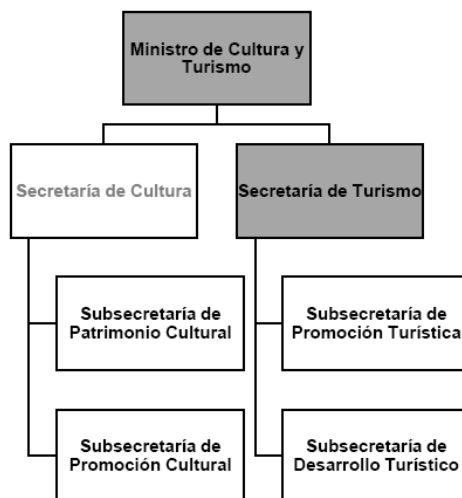 Ministro de Cultura y
Turismo
Secretaría de Cultura
Secretaría de Turismo
Subsecretaría de
Patrimonio Cultural
Subsecretaría de
Promoción Turística
Subsecretaría de
Promoción Cultural
Subsecretaría de
Desarrollo Turístico